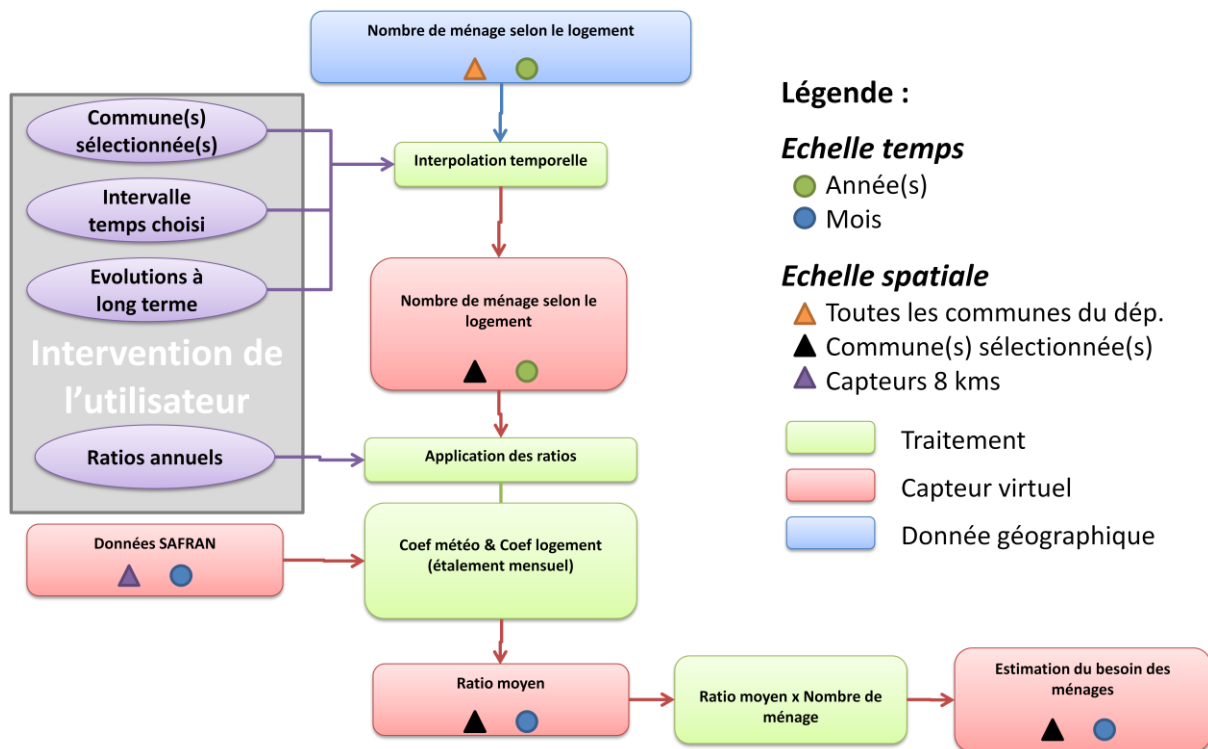 Nombre de ménage selon le logement
Commune(s)
sélectionnée(s)
Intervalle
temps choisi
Evolutions à
long terme
Intervention de
l'utilisateur
Ratios annuels
Interpolation temporelle
Nombre de ménage selon le
logement
Application des ratios
Données SAFRAN
Coef météo & Coef logement
(étalement mensuel)
Ratio moyen
Ratio moyen x Nombre de
ménage
Estimation du besoin des
ménages
Légende :
Echelle temps
Année(s)
Mois
Echelle spatiale
Toutes les communes du dép.
Commune(s) sélectionnée(s)
Capteurs 8 kms
Traitement
Capteur virtuel
Donnée géographique